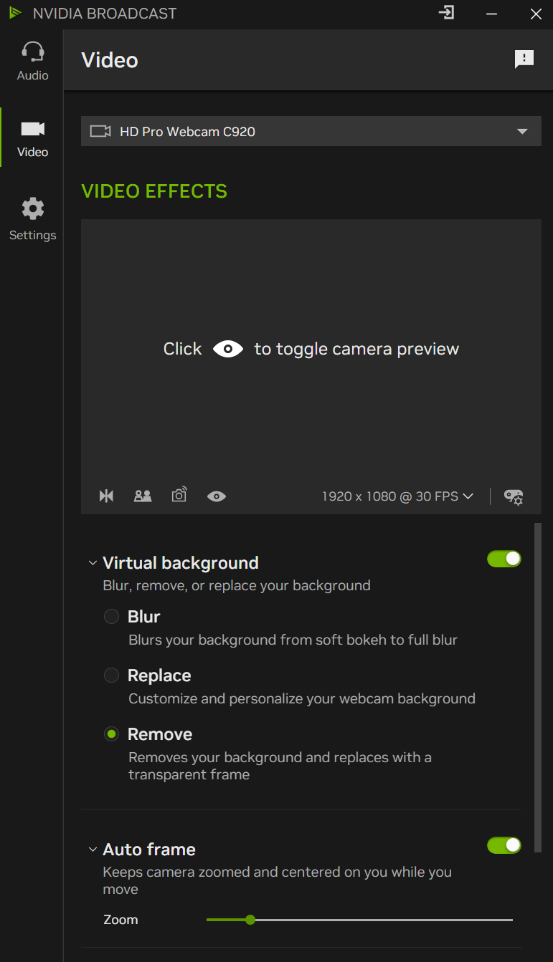 NVIDIA BROADCAST
Audio
Video
Settings
Video
HD Pro Webcam C920
VIDEO EFFECTS
Click to toggle camera preview
1920 x 1080 @ 30 FPS
Virtual background
Blur, remove, or replace your background
Blur
Blurs your background from soft bokeh to full blur
Replace
Customize and personalize your webcam background
Remove
Removes your background and replaces with a
transparent frame
Auto frame
Keeps camera zoomed and centered on you while you
move
Zoom